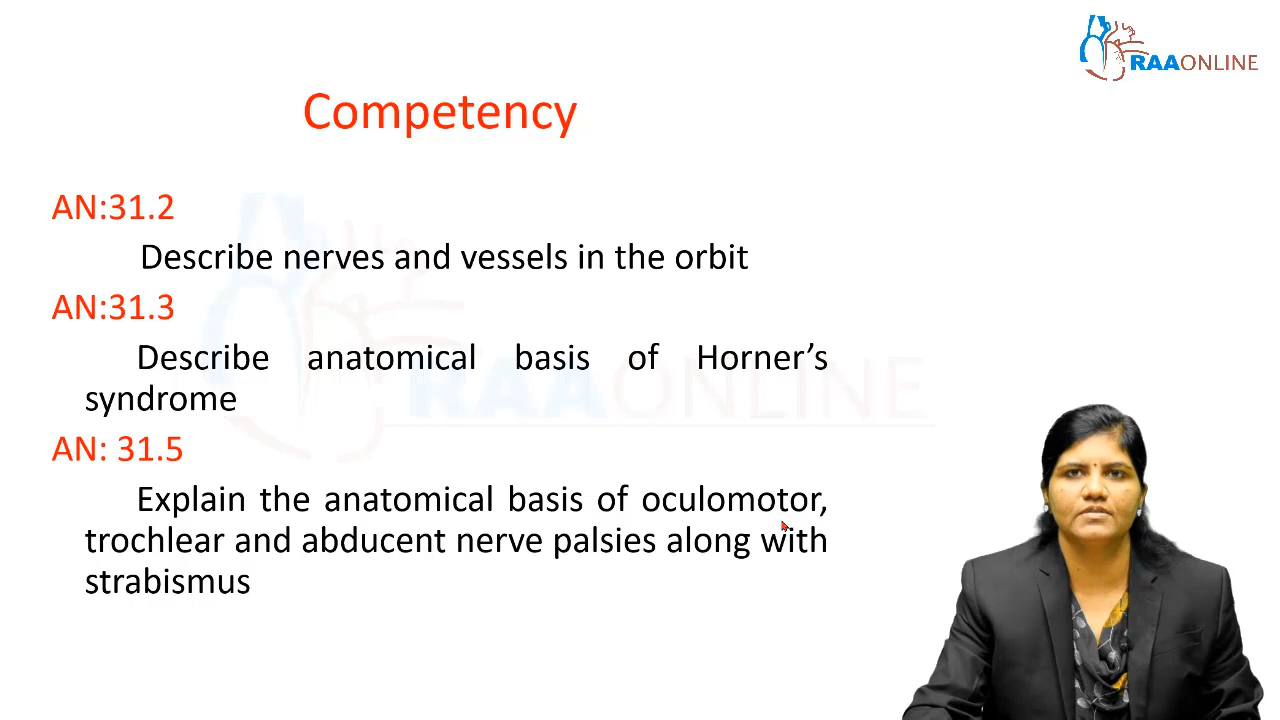 RAAONLINE
Competency
AN:31.2
Describe nerves and vessels in the orbit
AN:31.3
Describe anatomical basis of Horner’s
syndrome
RAAONLINE
AN: 31.5
Explain the anatomical basis of oculomotor,
trochlear and abducent nerve palsies along with
strabismus